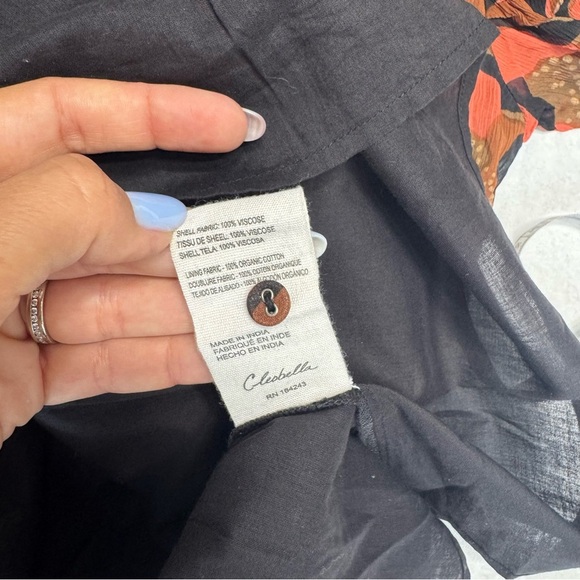 SHELL FABRIC: 100% VISCOSE
TISSU DE SHEEL: 100% VISCOSE
SHELL TELA: 100% VISCOSA
LINING FABRIC - 100% ORGANIC COTTON
DOUBLURE FABRIC - 100% COTON ORGANIQUE
TEJIDO DE ALISADO - 100% ALGODÓN ORGÁNICO
MADE IN INDIA
FABRIQUÉ EN INDE
HECHO EN INDIA
Cleobella
RN 184243